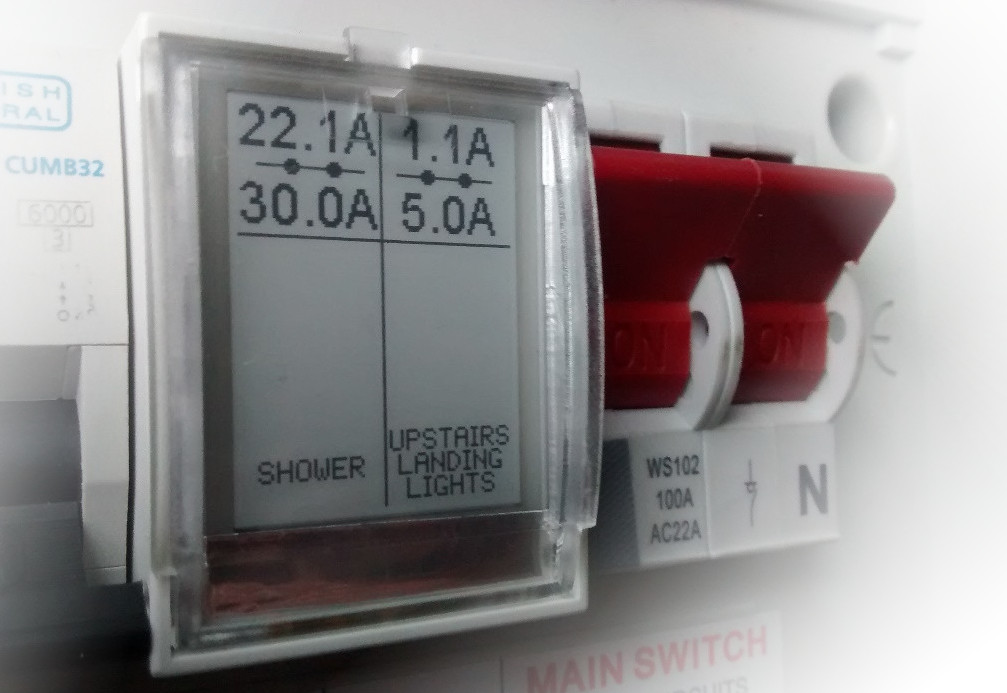 ISH
RAL
CUMB32
6000
3
22.1A
30.0A
SHOWER
1.1A
5.0A
UPSTAIRS
LANDING
LIGHTS
ON
ON
WS102
100A
AC22A
N
MAIN SWITCH